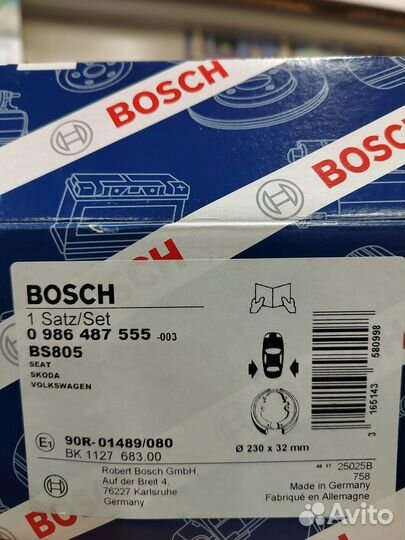 BOSCH
BOSCH
BOSCH
BOSCH
1 Satz/Set
0 986 487 555 -003
BS805
SEAT
SKODA
VOLKSWAGEN
E1 90R-01489/080
BK 1127 683.00
Ø 230 x 32 mm
3 165143 580998
Robert Bosch GmbH,
Auf der Breit 4,
76227 Karlsruhe
Germany
25025B
758
Made in Germany
Fabriqué en Allemagne
BOSCH
Avito